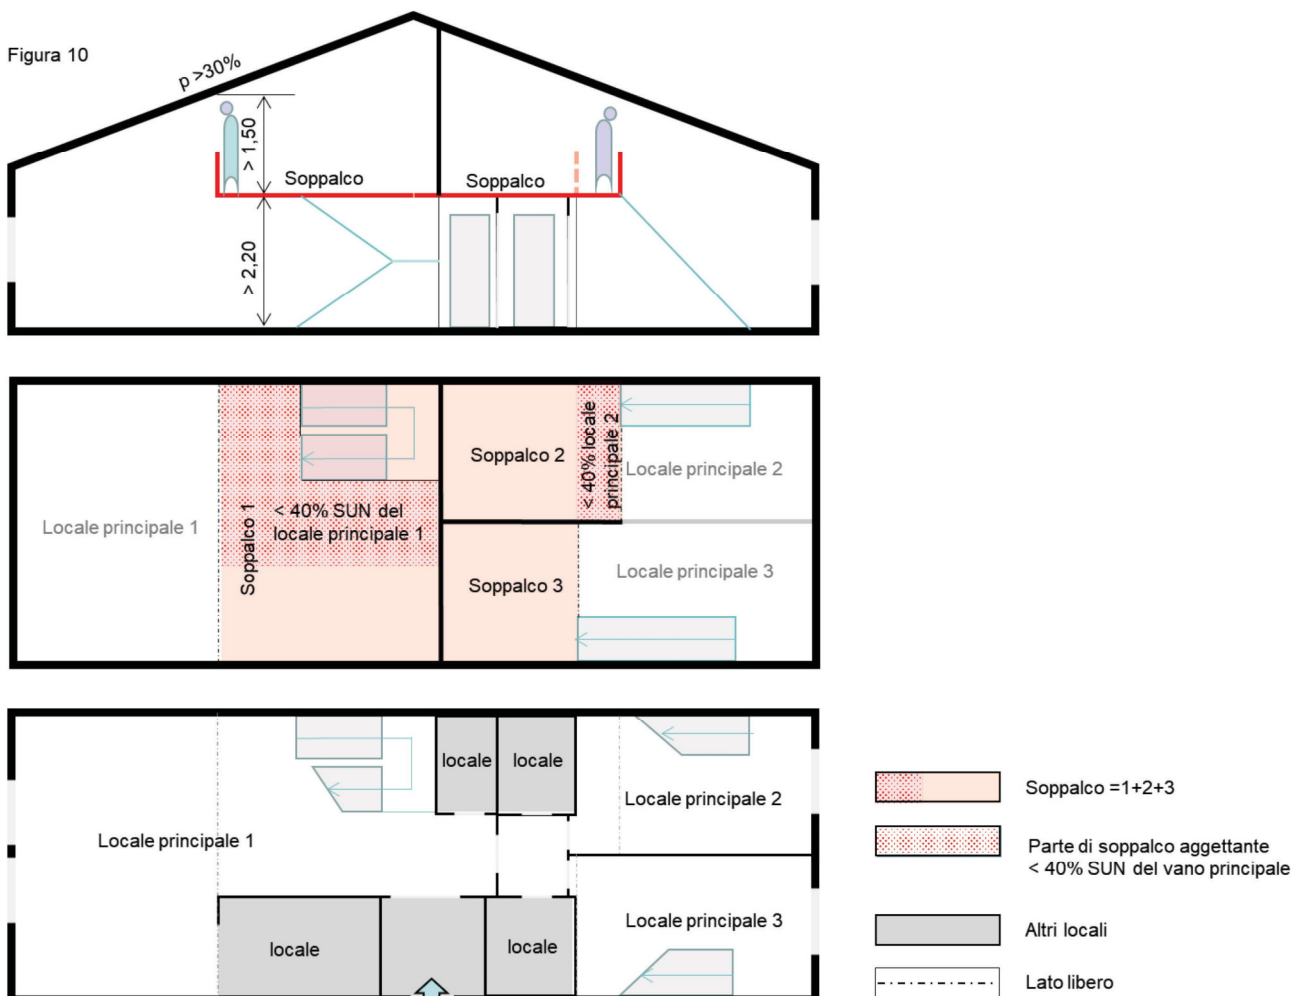 Figura 10
p >30%
> 1,50
Soppalco
Soppalco
> 2,20
Locale principale 1
Soppalco 1
< 40% SUN del
locale principale 1
Soppalco 2
< 40% locale
principale 2
Locale principale 2
Soppalco 3
Locale principale 3
locale
locale
Locale principale 2
Locale principale 1
Locale principale 3
locale
locale
Soppalco =1+2+3
Parte di soppalco aggettante
< 40% SUN del vano principale
Altri locali
Lato libero